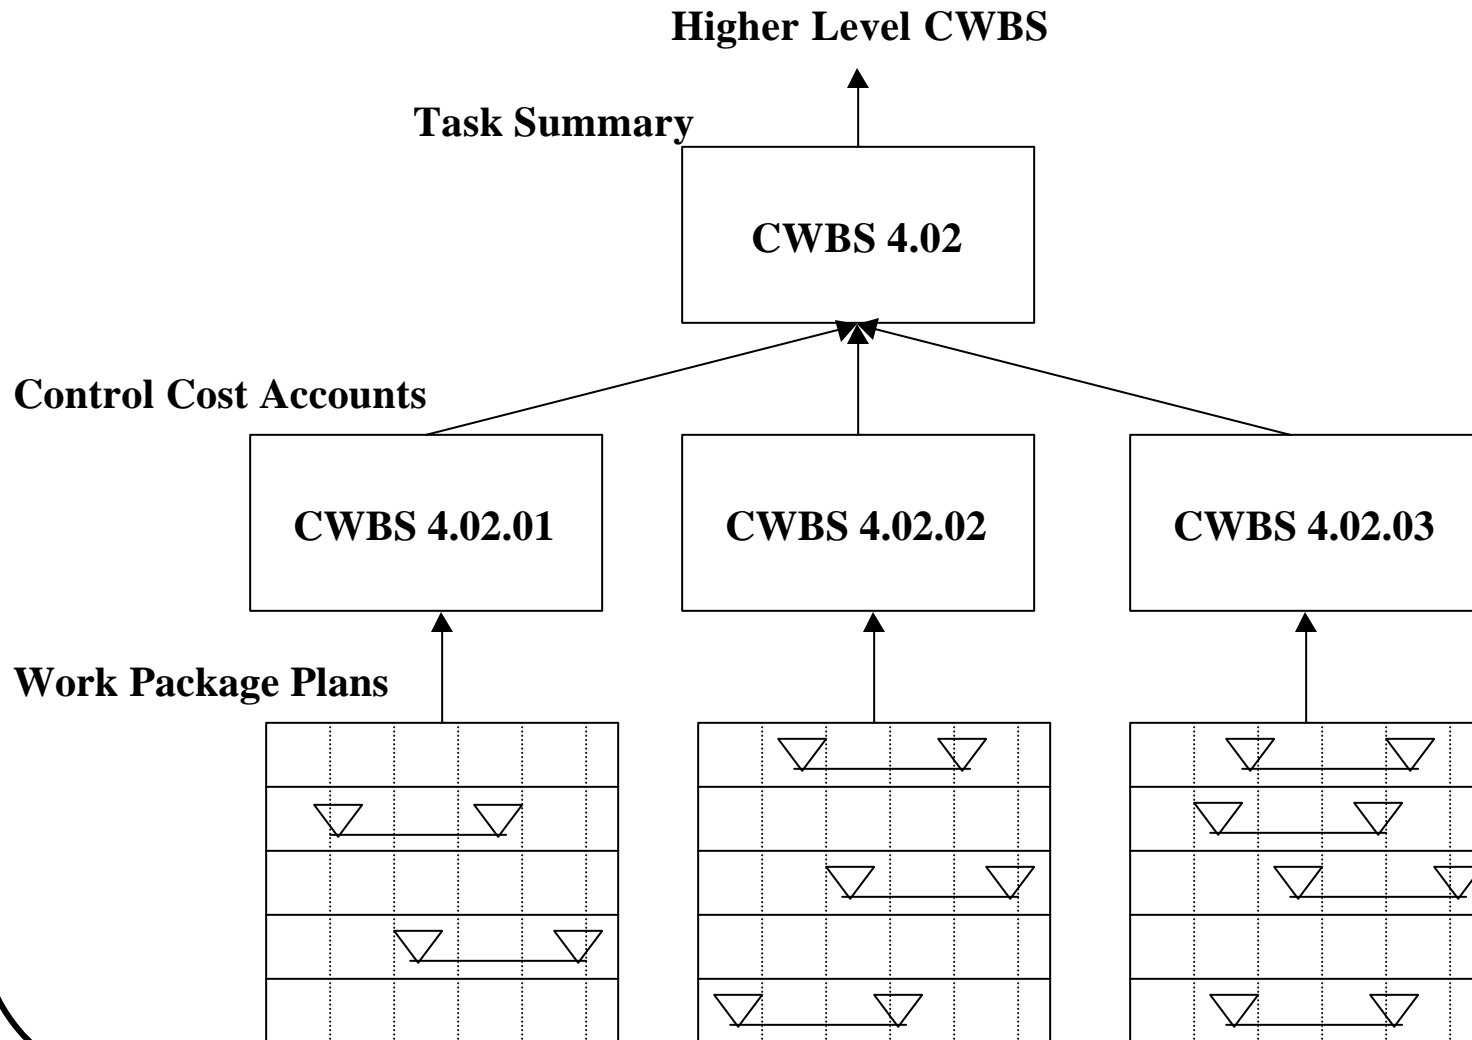 Higher Level CWBS
Task Summary
CWBS 4.02
Control Cost Accounts
CWBS 4.02.01
CWBS 4.02.02
CWBS 4.02.03
Work Package Plans